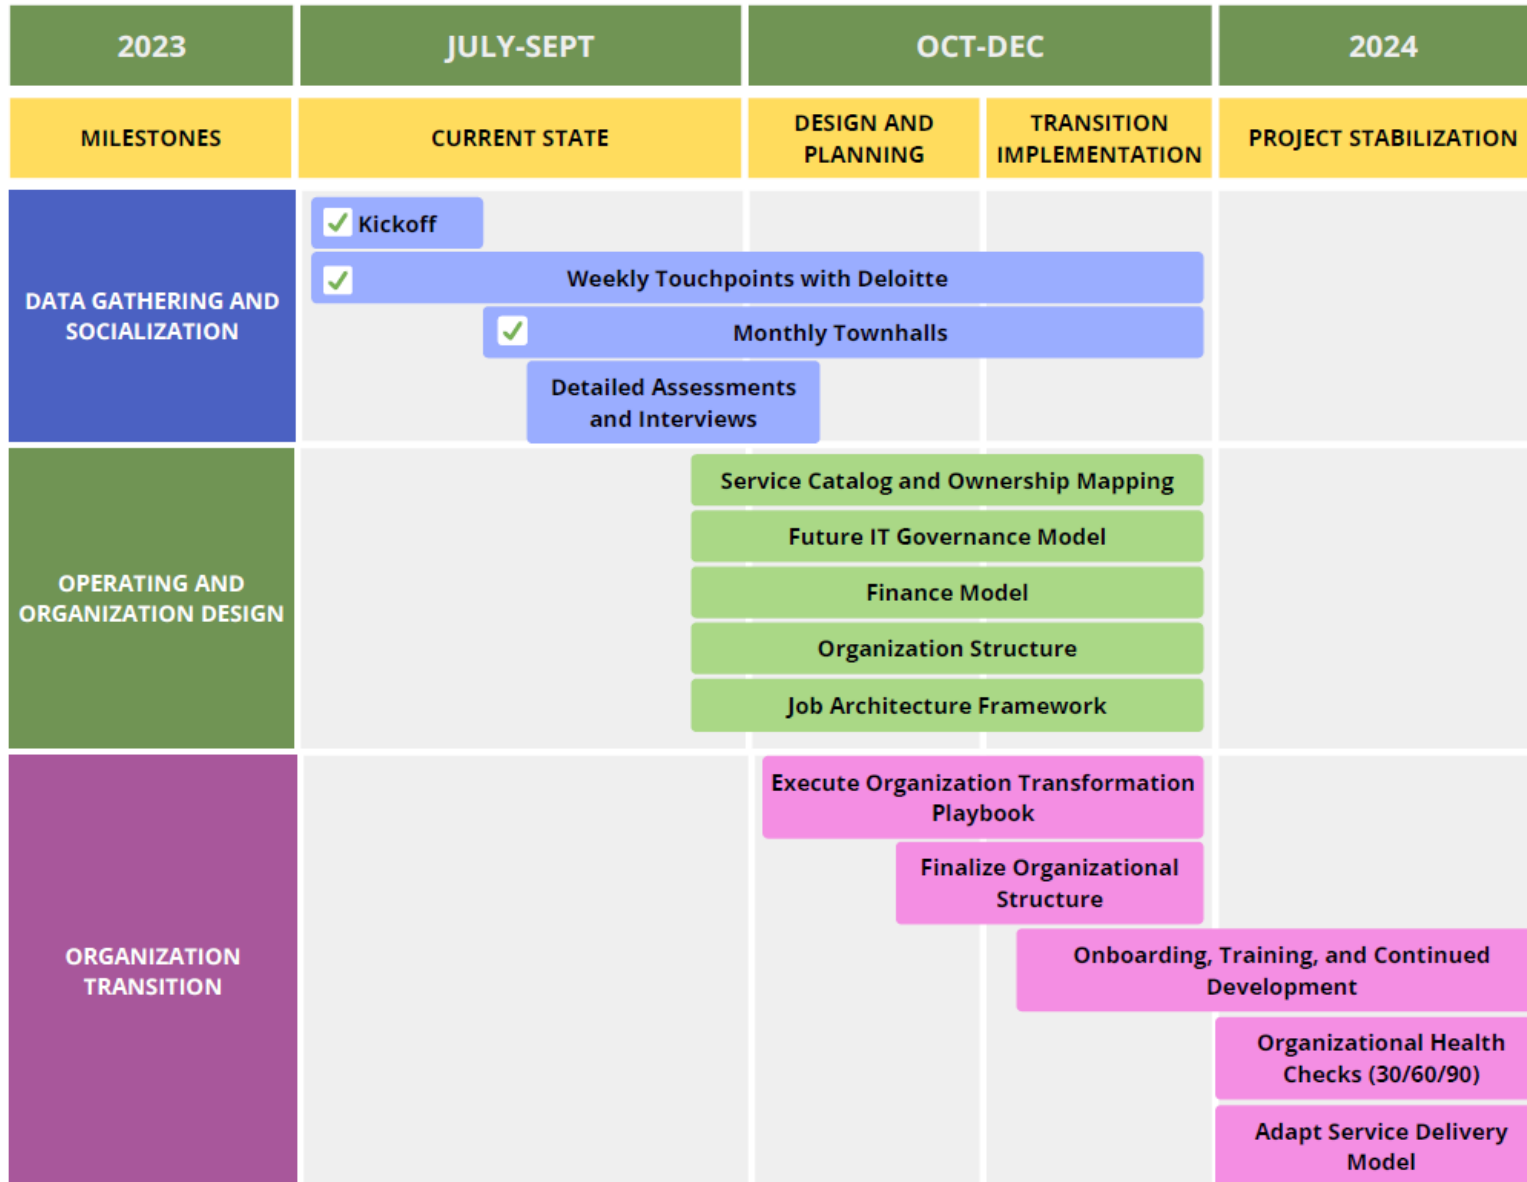 2023
JULY-SEPT
OCT-DEC
2024
MILESTONES
CURRENT STATE
DESIGN AND
PLANNING
TRANSITION
IMPLEMENTATION
PROJECT STABILIZATION
DATA GATHERING AND
SOCIALIZATION
Kickoff
Weekly Touchpoints with Deloitte
Monthly Townhalls
Detailed Assessments
and Interviews
OPERATING AND
ORGANIZATION DESIGN
Service Catalog and Ownership Mapping
Future IT Governance Model
Finance Model
Organization Structure
Job Architecture Framework
ORGANIZATION
TRANSITION
Execute Organization Transformation
Playbook
Finalize Organizational
Structure
Onboarding, Training, and Continued
Development
Organizational Health
Checks (30/60/90)
Adapt Service Delivery
Model